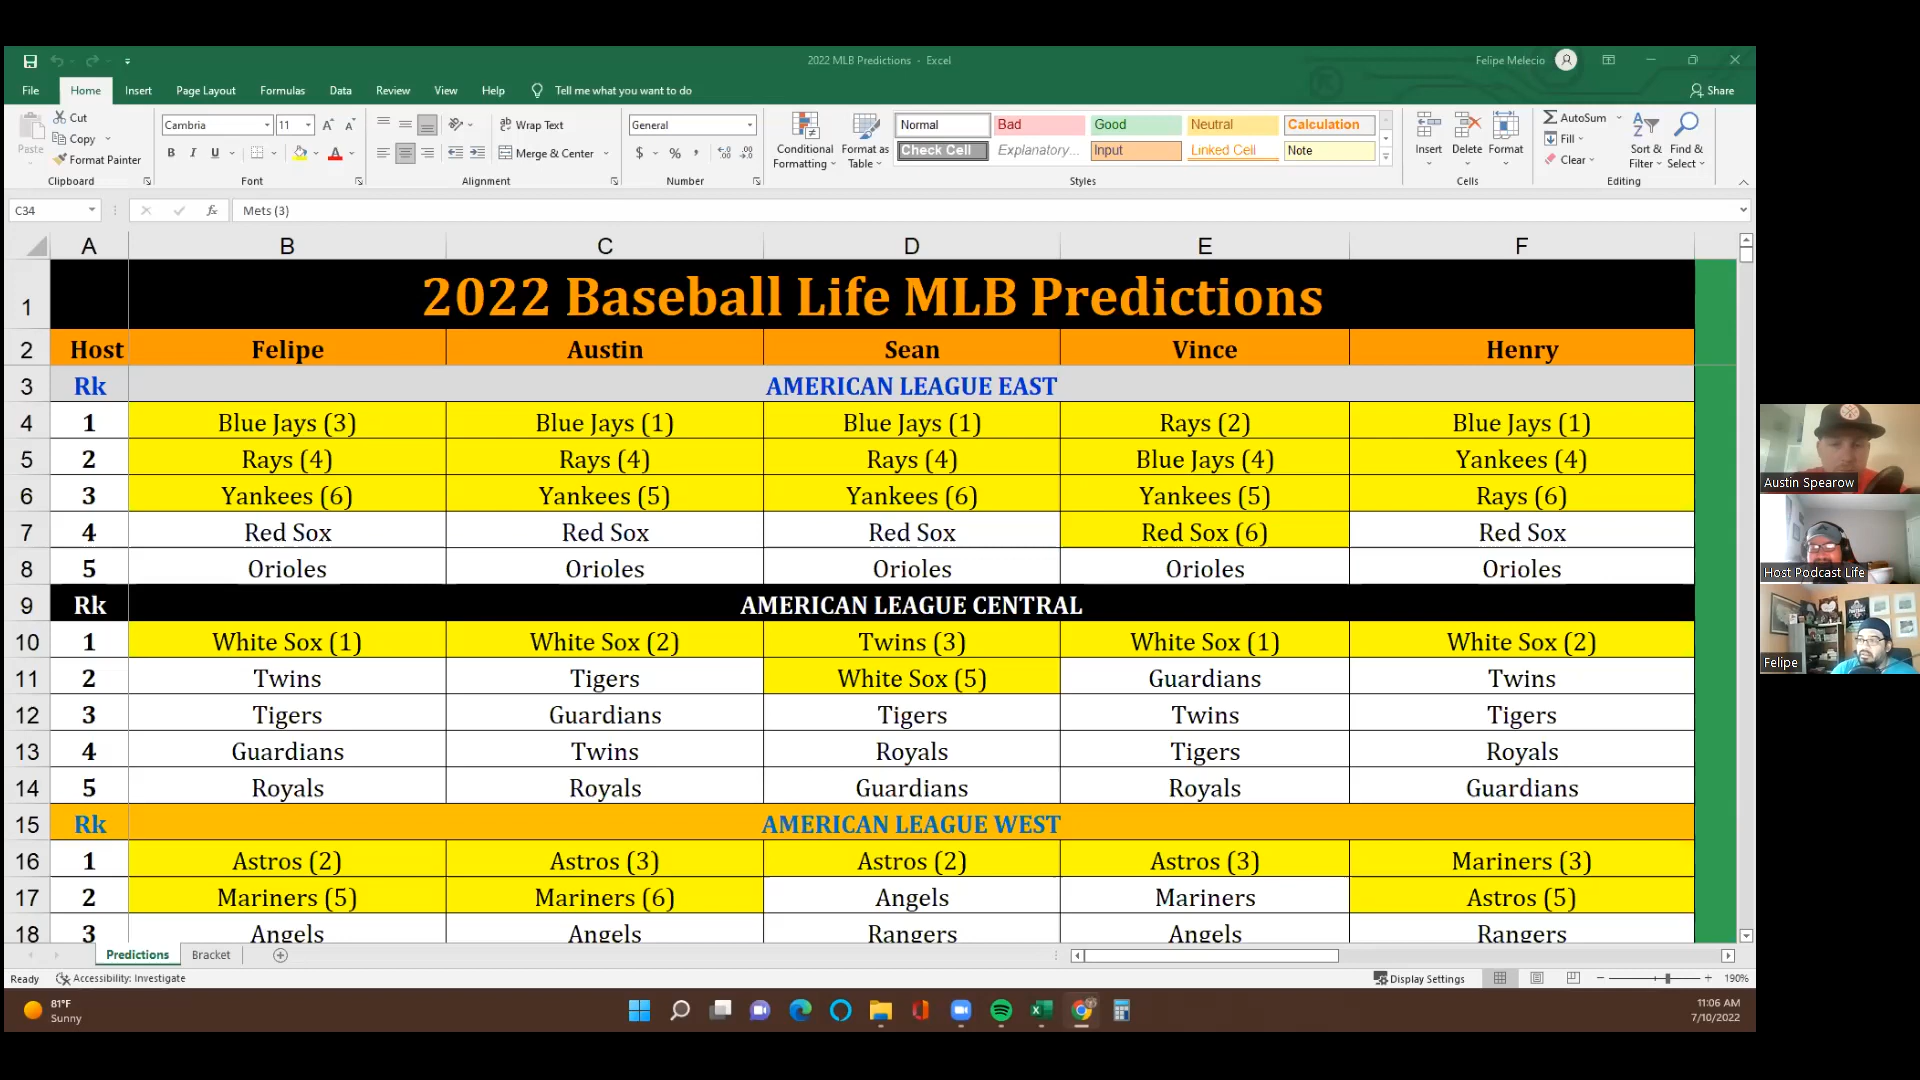 2022 MLB Predictions - Excel
Felipe Melecio
File Home Insert Page Layout Formulas Data Review View Help Tell me what you want to do Share
Paste
Cut
Copy
Format Painter
Clipboard
Cambria 11
B I U
Font
Wrap Text
Merge & Center
Alignment
General
$ % ,
Number
Conditional Formatting
Format as Table
Normal Bad Good Neutral Calculation
Check Cell Explanatory... Input Linked Cell Note
Styles
Insert Delete Format
Cells
AutoSum
Fill
Clear
Sort & Filter
Find & Select
Editing
C34 fx Mets (3)
A B C D E F
1 2022 Baseball Life MLB Predictions
2 Host Felipe Austin Sean Vince Henry
3 Rk AMERICAN LEAGUE EAST
4 1 Blue Jays (3) Blue Jays (1) Blue Jays (1) Rays (2) Blue Jays (1)
5 2 Rays (4) Rays (4) Rays (4) Blue Jays (4) Yankees (4)
6 3 Yankees (6) Yankees (5) Yankees (6) Yankees (5) Rays (6)
7 4 Red Sox Red Sox Red Sox Red Sox (6) Red Sox
8 5 Orioles Orioles Orioles Orioles Orioles
9 Rk AMERICAN LEAGUE CENTRAL
10 1 White Sox (1) White Sox (2) Twins (3) White Sox (1) White Sox (2)
11 2 Twins Tigers White Sox (5) Guardians Twins
12 3 Tigers Guardians Tigers Twins Tigers
13 4 Guardians Twins Royals Tigers Royals
14 5 Royals Royals Guardians Royals Guardians
15 Rk AMERICAN LEAGUE WEST
16 1 Astros (2) Astros (3) Astros (2) Astros (3) Mariners (3)
17 2 Mariners (5) Mariners (6) Angels Mariners Astros (5)
18 3 Angels Angels Rangers Angels Rangers
Predictions Bracket
Ready Accessibility: Investigate Display Settings 190%
81°F
Sunny
11:06 AM
7/10/2022
Austin Spearow
Host Podcast Life
Felipe